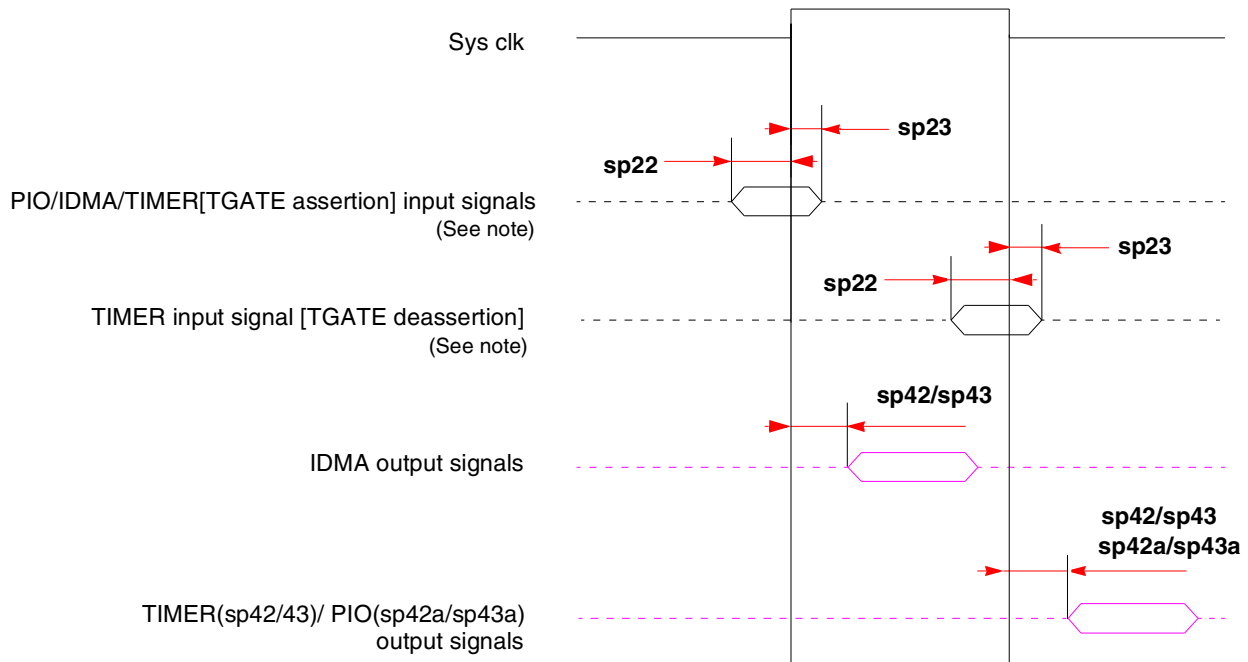 Sys clk
sp23
sp22
PIO/IDMA/TIMER[TGATE assertion] input signals
(See note)
sp23
sp22
TIMER input signal [TGATE deassertion]
(See note)
sp42/sp43
IDMA output signals
sp42/sp43
sp42a/sp43a
TIMER(sp42/43)/ PIO(sp42a/sp43a)
output signals